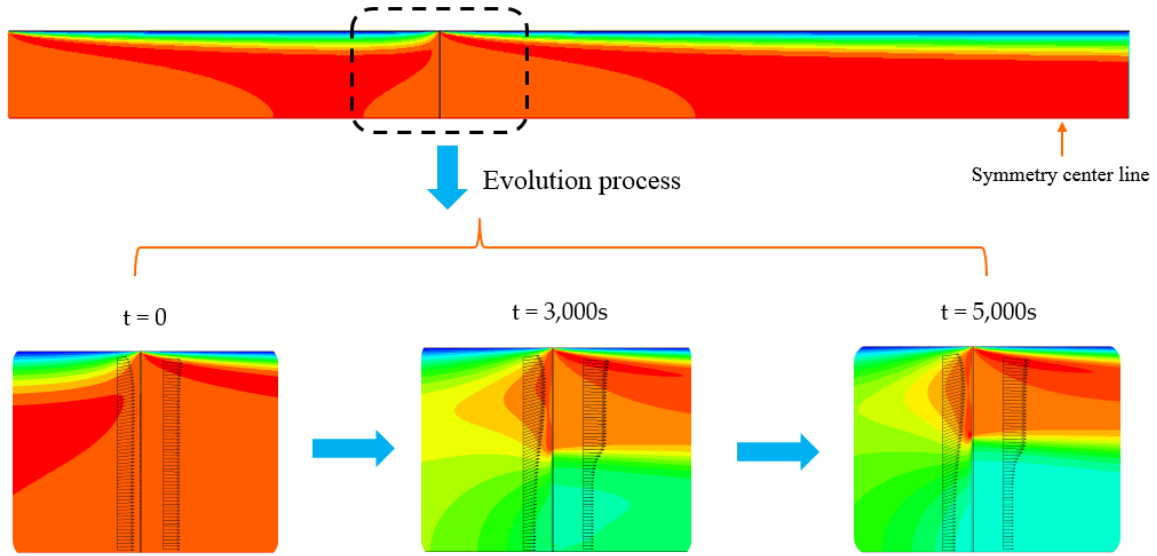 Symmetry center line
Evolution process
t = 0
t = 3,000s
t = 5,000s